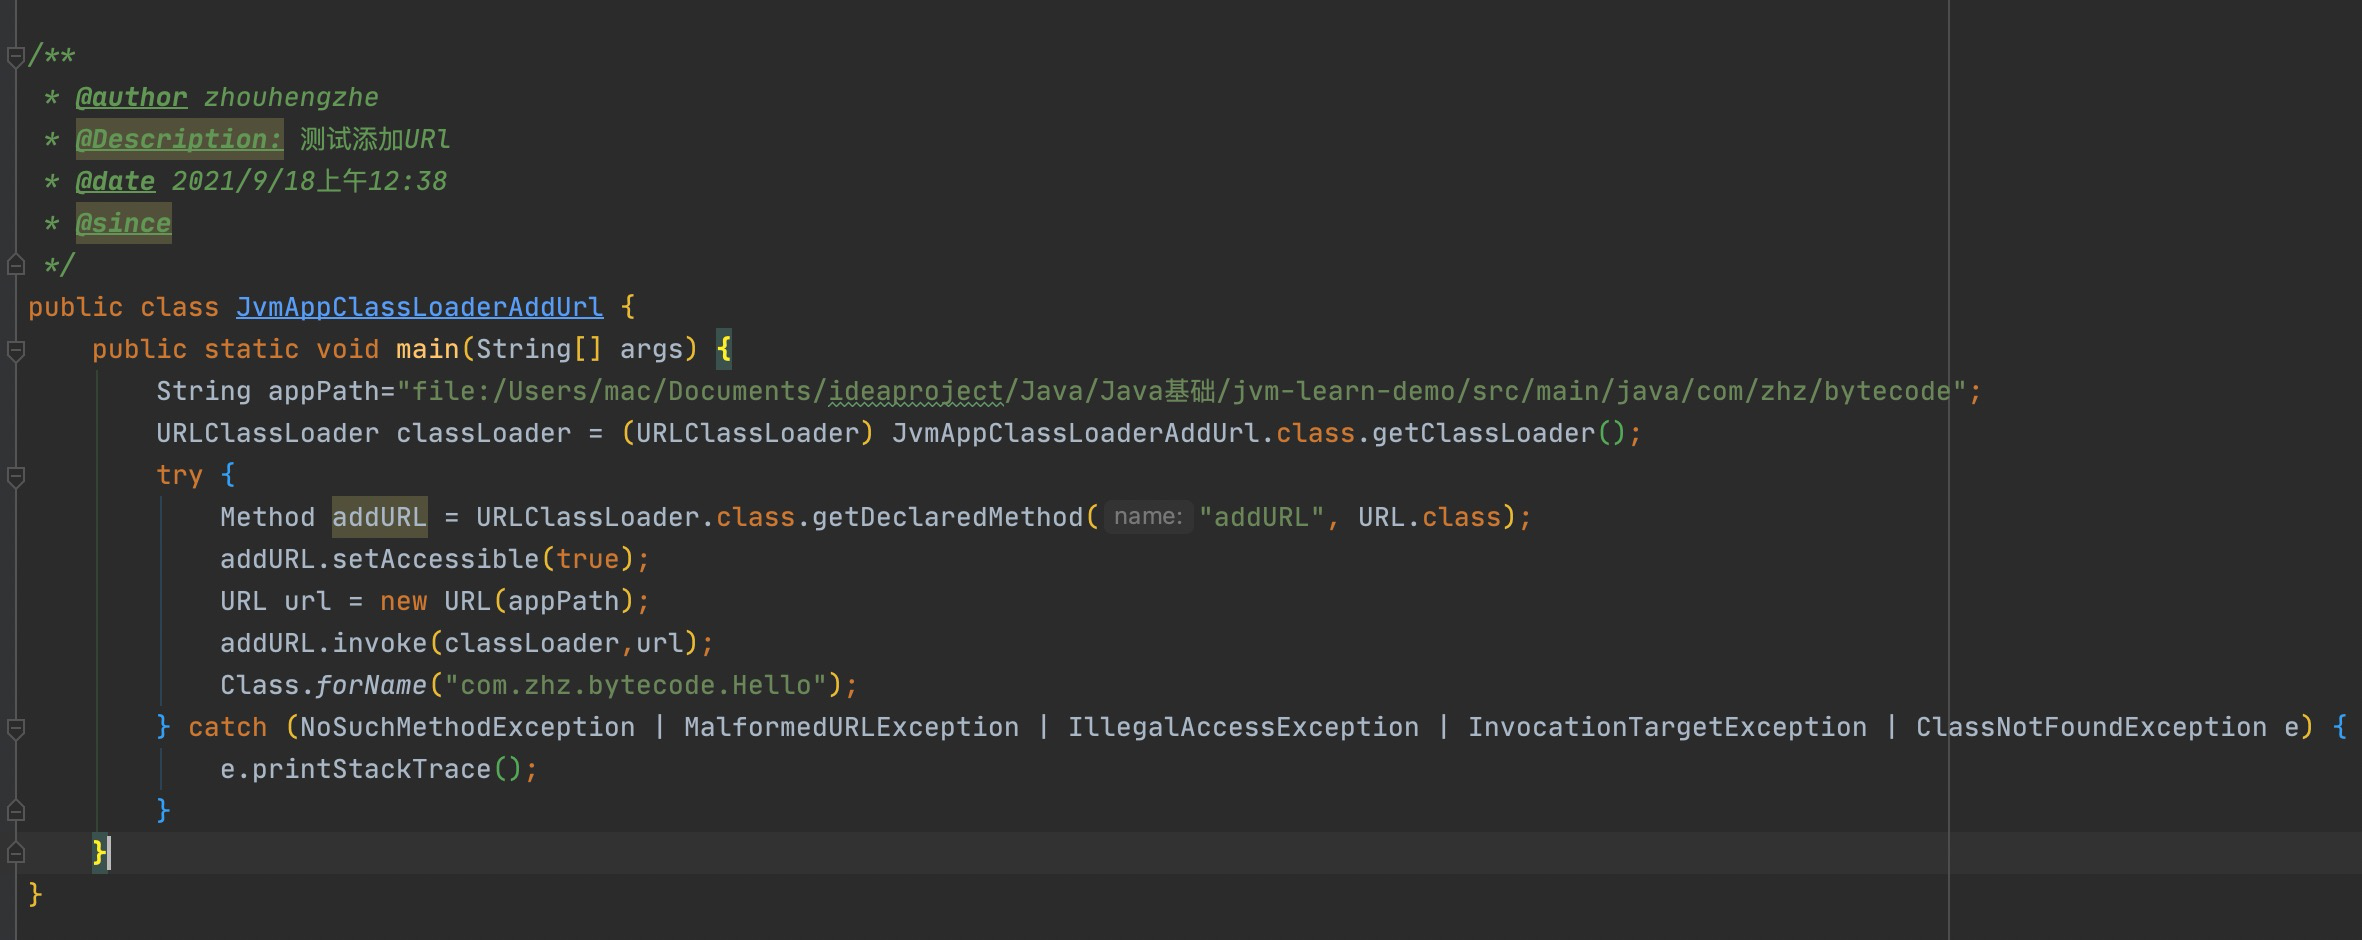 /**
 * @author zhouhengzhe
 * @Description: 测试添加URl
 * @date 2021/9/18上午12:38
 * @since
 */
public class JvmAppClassLoaderAddUrl {
    public static void main(String[] args) {
        String appPath="file:/Users/mac/Documents/ideaproject/Java/Java基础/jvm-learn-demo/src/main/java/com/zhz/bytecode";
        URLClassLoader classLoader = (URLClassLoader) JvmAppClassLoaderAddUrl.class.getClassLoader();
        try {
            Method addURL = URLClassLoader.class.getDeclaredMethod( name: "addURL", URL.class);
            addURL.setAccessible(true);
            URL url = new URL(appPath);
            addURL.invoke(classLoader,url);
            Class.forName("com.zhz.bytecode.Hello");
        } catch (NoSuchMethodException | MalformedURLException | IllegalAccessException | InvocationTargetException | ClassNotFoundException e) {
            e.printStackTrace();
        }
    }
}